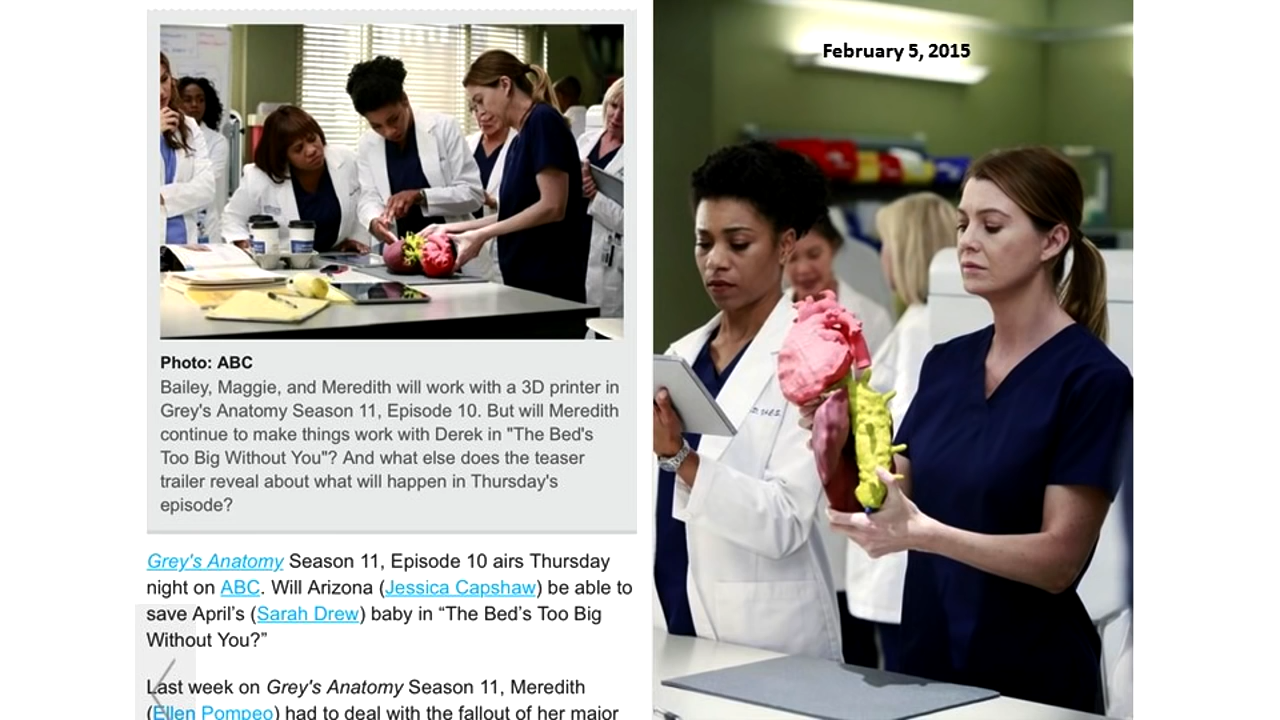 Photo: ABC
Bailey, Maggie, and Meredith will work with a 3D printer in
Grey's Anatomy Season 11, Episode 10. But will Meredith
continue to make things work with Derek in "The Bed's
Too Big Without You"? And what else does the teaser
trailer reveal about what will happen in Thursday's
episode?
Grey's Anatomy Season 11, Episode 10 airs Thursday
night on ABC. Will Arizona (Jessica Capshaw) be able to
save April’s (Sarah Drew) baby in “The Bed’s Too Big
Without You?”
Last week on Grey's Anatomy Season 11, Meredith
(Ellen Pompeo) had to deal with the fallout of her major
February 5, 2015